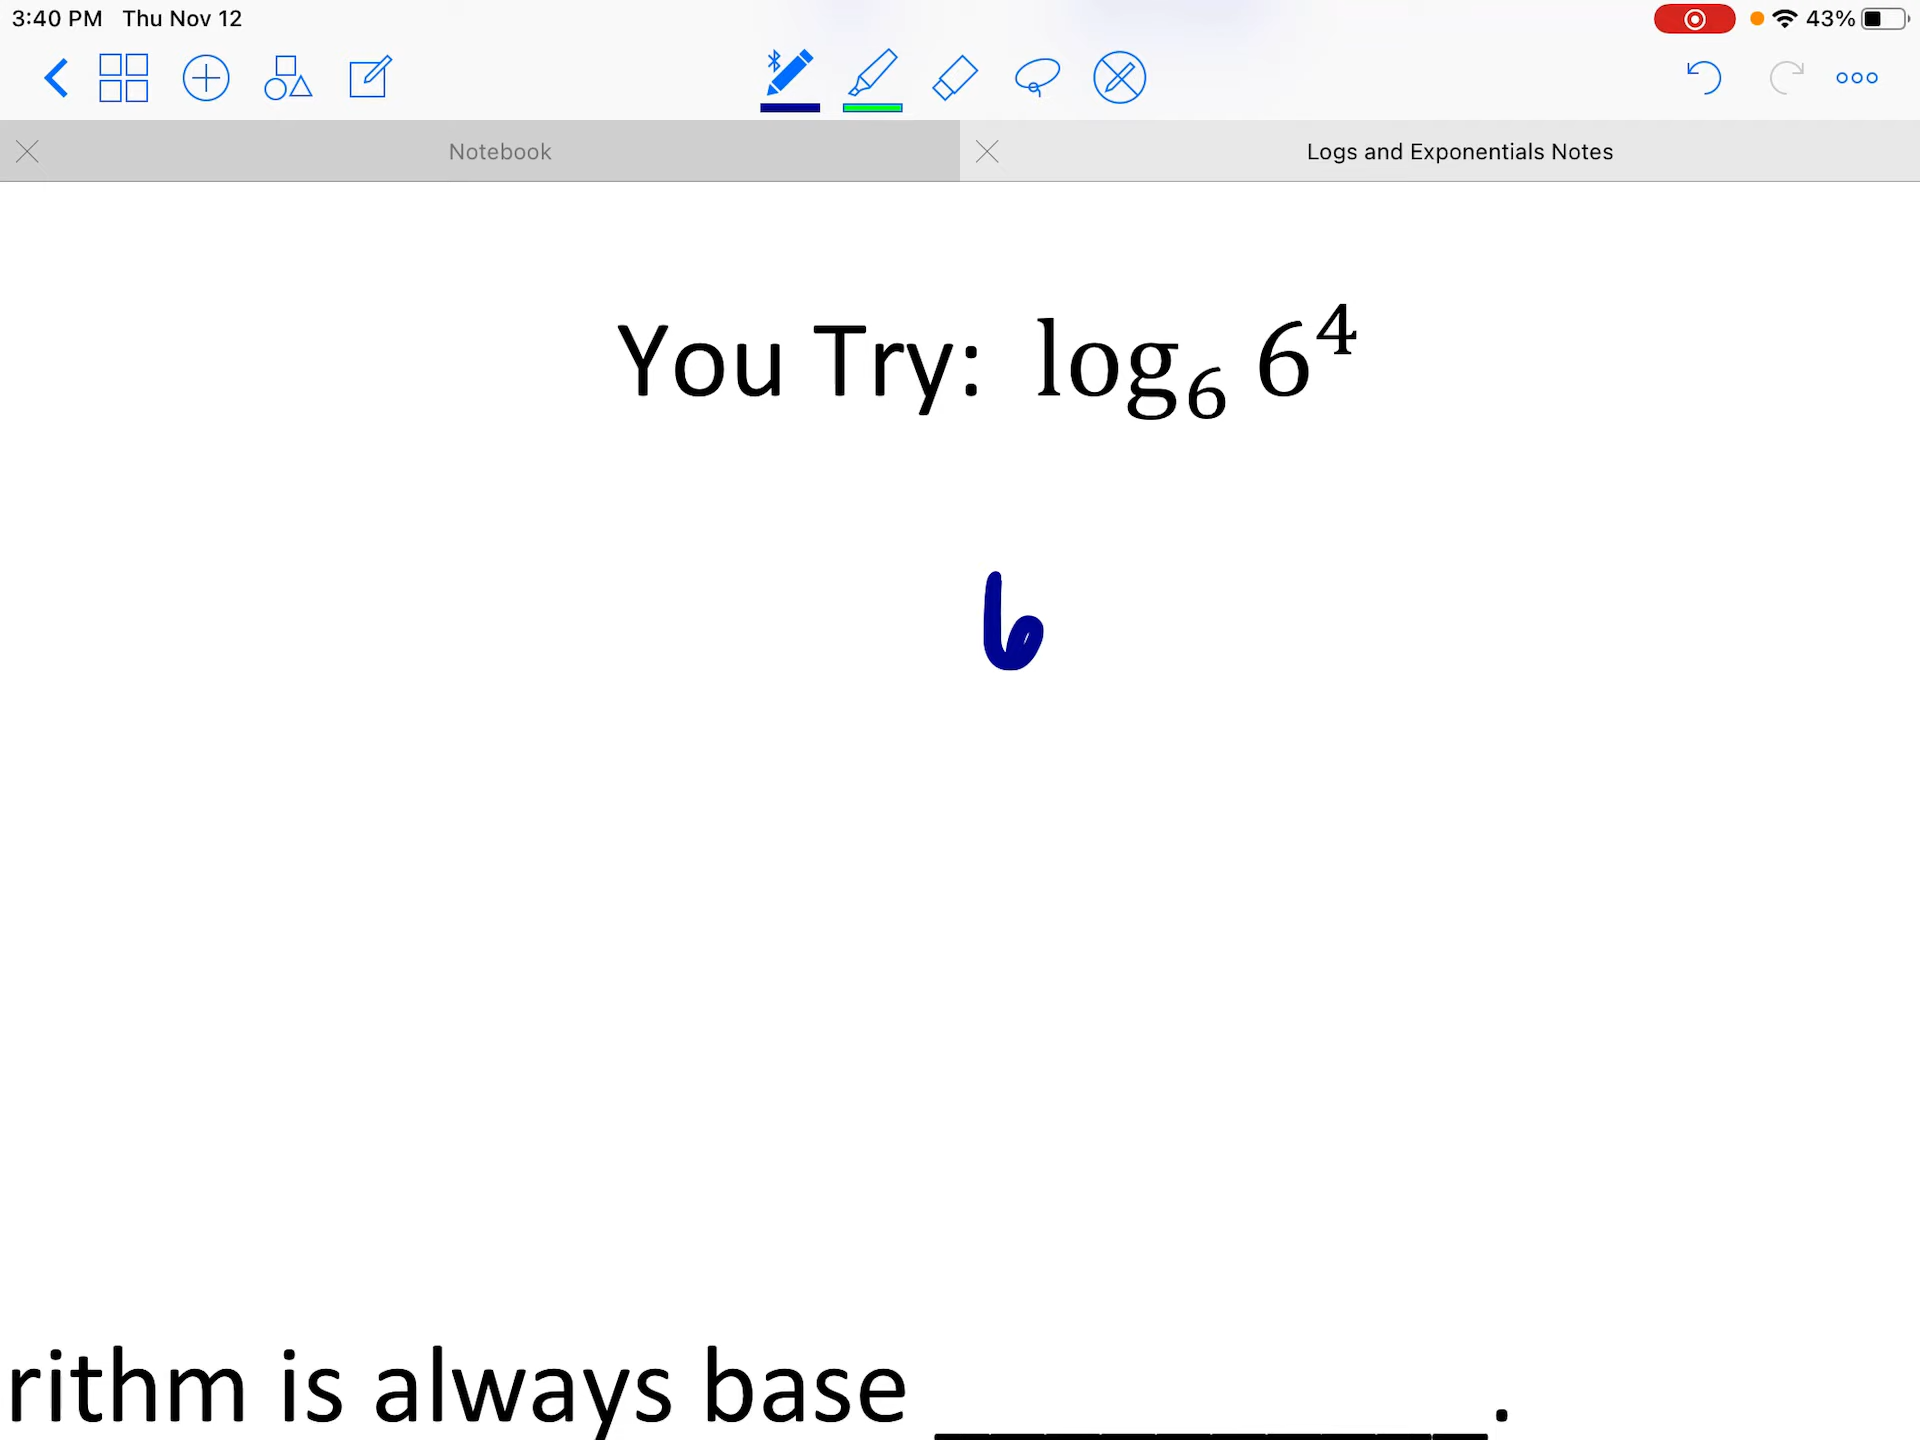 3:40 PM Thu Nov 12 43%
Notebook Logs and Exponentials Notes
You Try: log₆ 6⁴
6
rithm is always base __________.